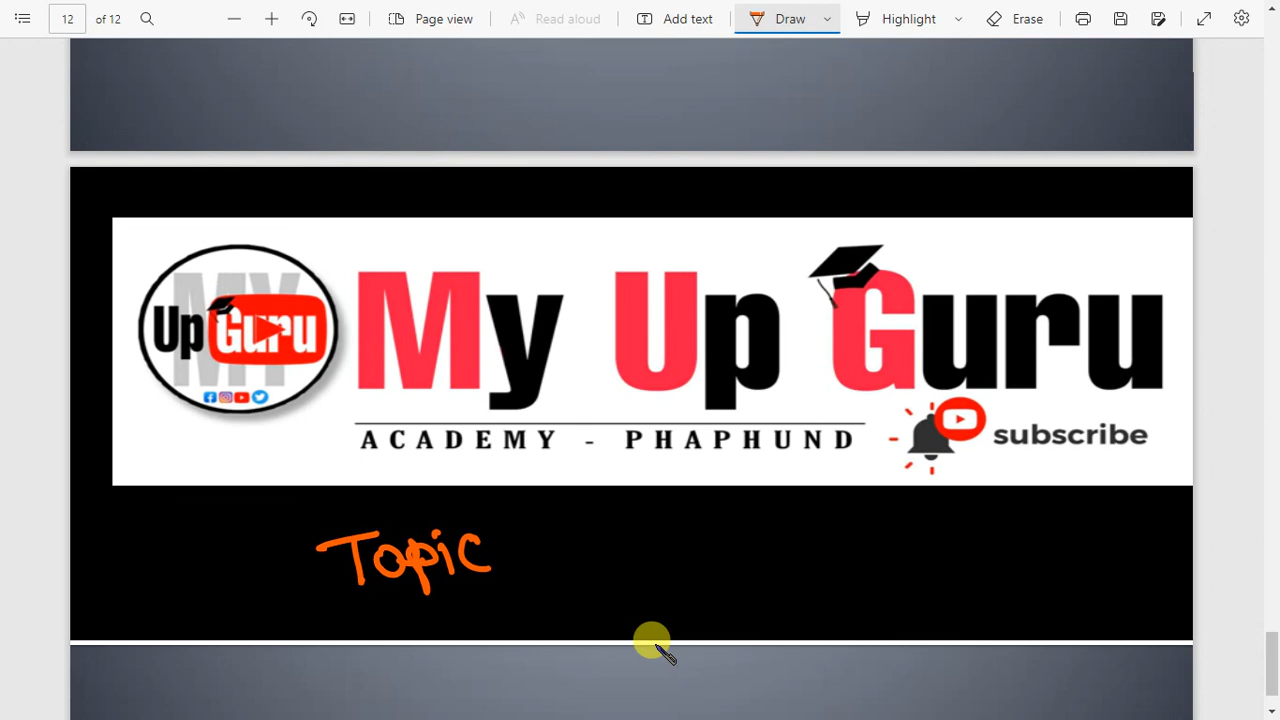 12 of 12 Page view Read aloud Add text Draw Highlight Erase
MY
Up Guru
My Up Guru
ACADEMY - PHAPHUND
subscribe
Topic